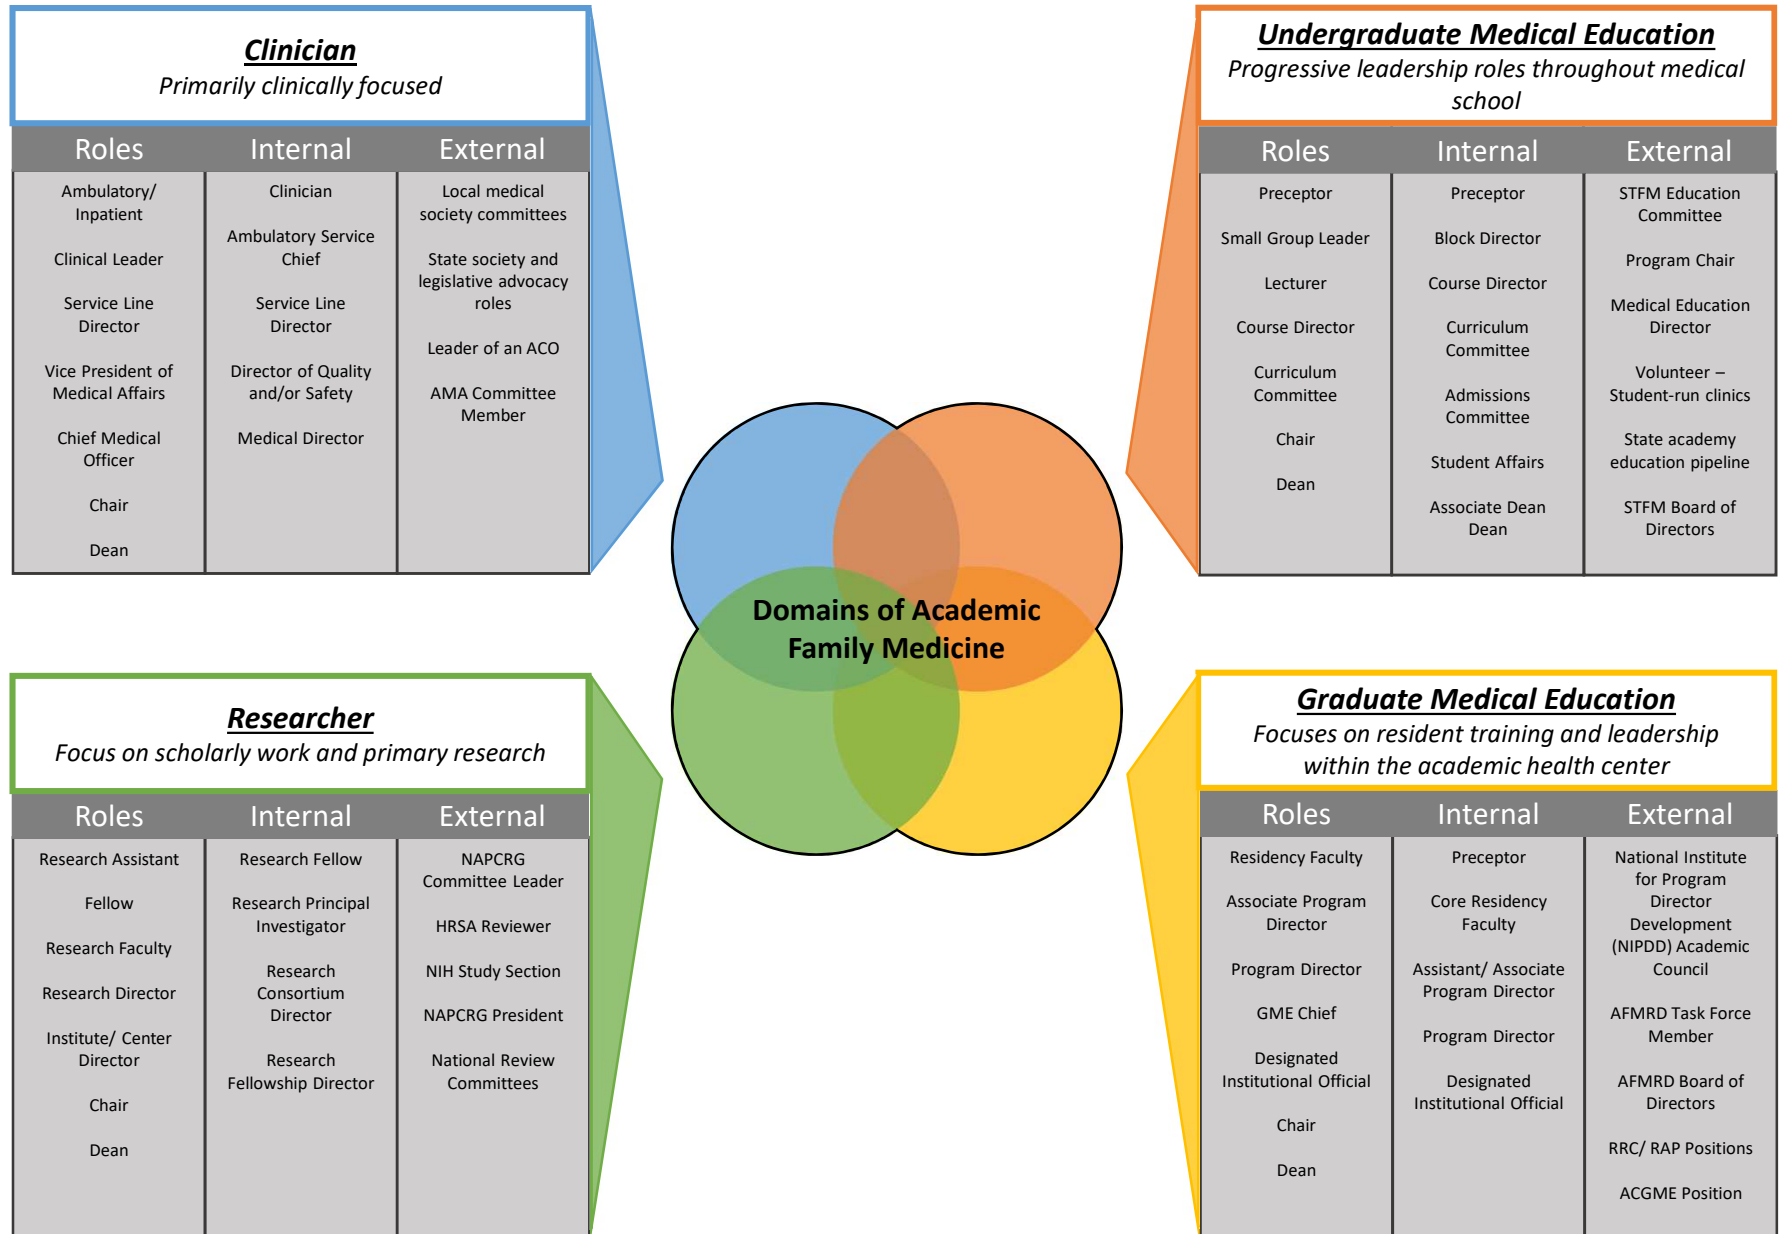 Clinician
Primarily clinically focused
Roles
Internal
External
Ambulatory/
Inpatient
Clinical Leader
Service Line
Director
Vice President of
Medical Affairs
Chief Medical
Officer
Chair
Dean
Clinician
Ambulatory Service
Chief
Service Line
Director
Director of Quality
and/or Safety
Medical Director
Local medical
society committees
State society and
legislative advocacy
roles
Leader of an ACO
AMA Committee
Member
Undergraduate Medical Education
Progressive leadership roles throughout medical
school
Roles
Internal
External
Preceptor
Small Group Leader
Lecturer
Course Director
Curriculum
Committee
Chair
Dean
Preceptor
Block Director
Course Director
Curriculum
Committee
Admissions
Committee
Student Affairs
Associate Dean
Dean
STFM Education
Committee
Program Chair
Medical Education
Director
Volunteer –
Student-run clinics
State academy
education pipeline
STFM Board of
Directors
Domains of Academic
Family Medicine
Researcher
Focus on scholarly work and primary research
Roles
Internal
External
Research Assistant
Fellow
Research Faculty
Research Director
Institute/ Center
Director
Chair
Dean
Research Fellow
Research Principal
Investigator
Research
Consortium
Director
Research
Fellowship Director
NAPCRG
Committee Leader
HRSA Reviewer
NIH Study Section
NAPCRG President
National Review
Committees
Graduate Medical Education
Focuses on resident training and leadership
within the academic health center
Roles
Internal
External
Residency Faculty
Associate Program
Director
Program Director
GME Chief
Designated
Institutional Official
Chair
Dean
Preceptor
Core Residency
Faculty
Assistant/ Associate
Program Director
Program Director
Designated
Institutional Official
National Institute
for Program
Director
Development
(NIPDD) Academic
Council
AFMRD Task Force
Member
AFMRD Board of
Directors
RRC/ RAP Positions
ACGME Position